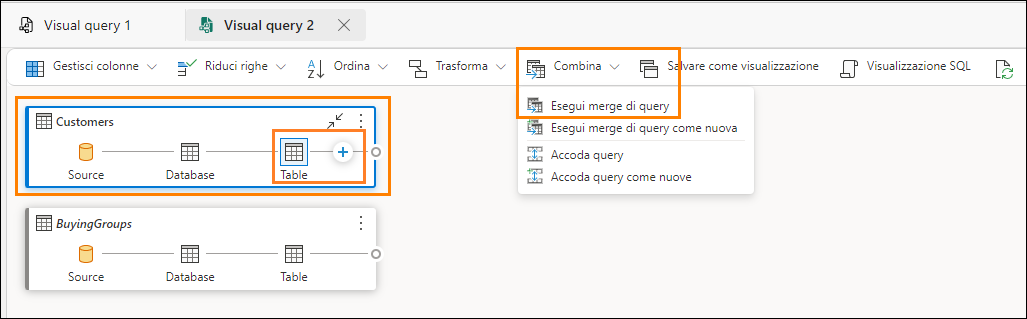 Visual query 1
Visual query 2
Gestisci colonne
Riduci righe
Ordina
Trasforma
Combina
Salvare come visualizzazione
Visualizzazione SQL
Esegui merge di query
Esegui merge di query come nuova
Accoda query
Accoda query come nuove
Customers
Source
Database
Table
BuyingGroups
Source
Database
Table